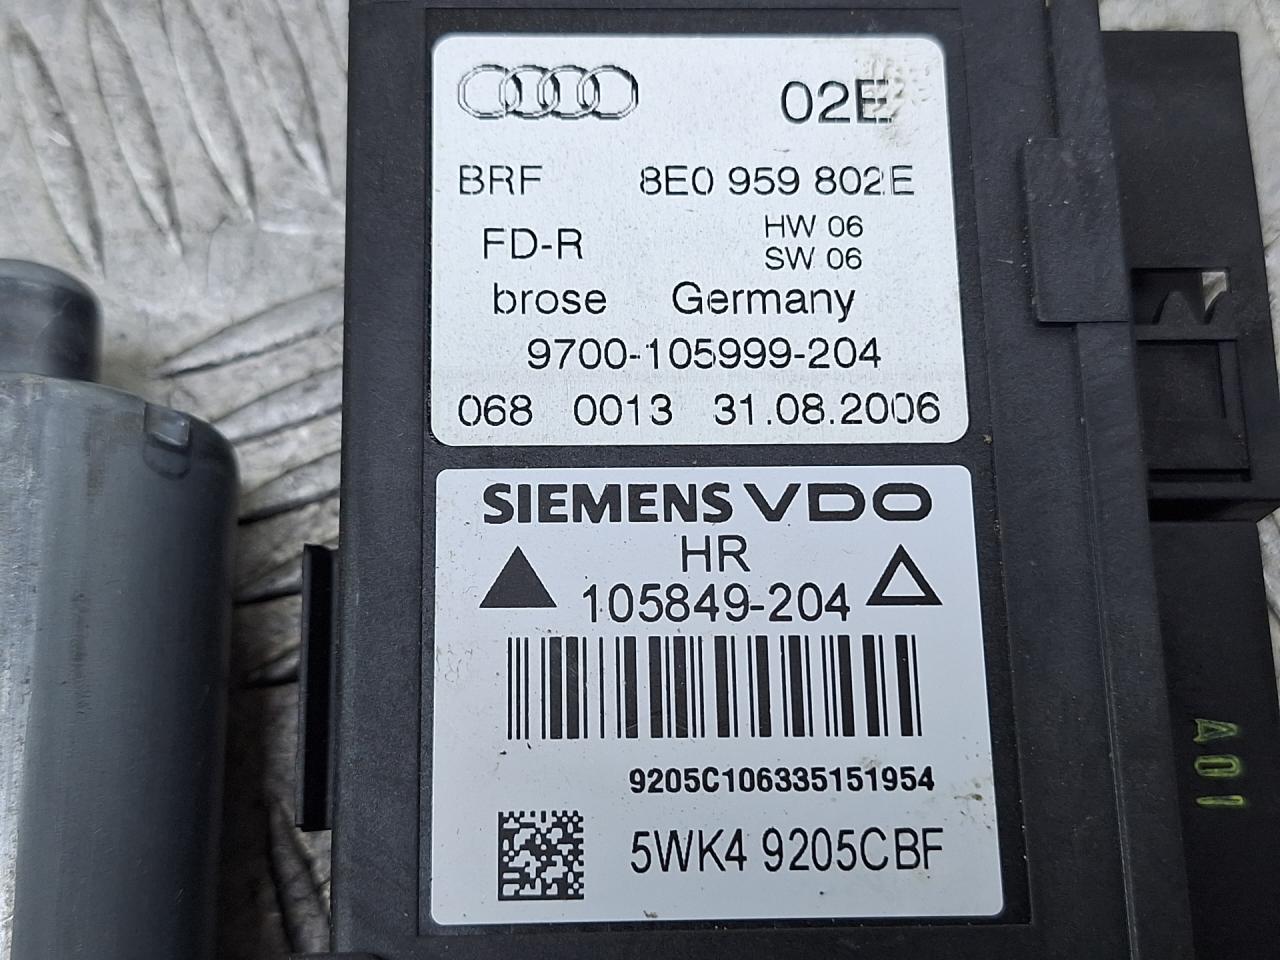 02E
BRF 8E0 959 802E
FD-R HW 06
SW 06
brose Germany
9700-105999-204
068 0013 31.08.2006
SIEMENS VDO
HR
105849-204
9205C106335151954
5WK4 9205CBF
A01